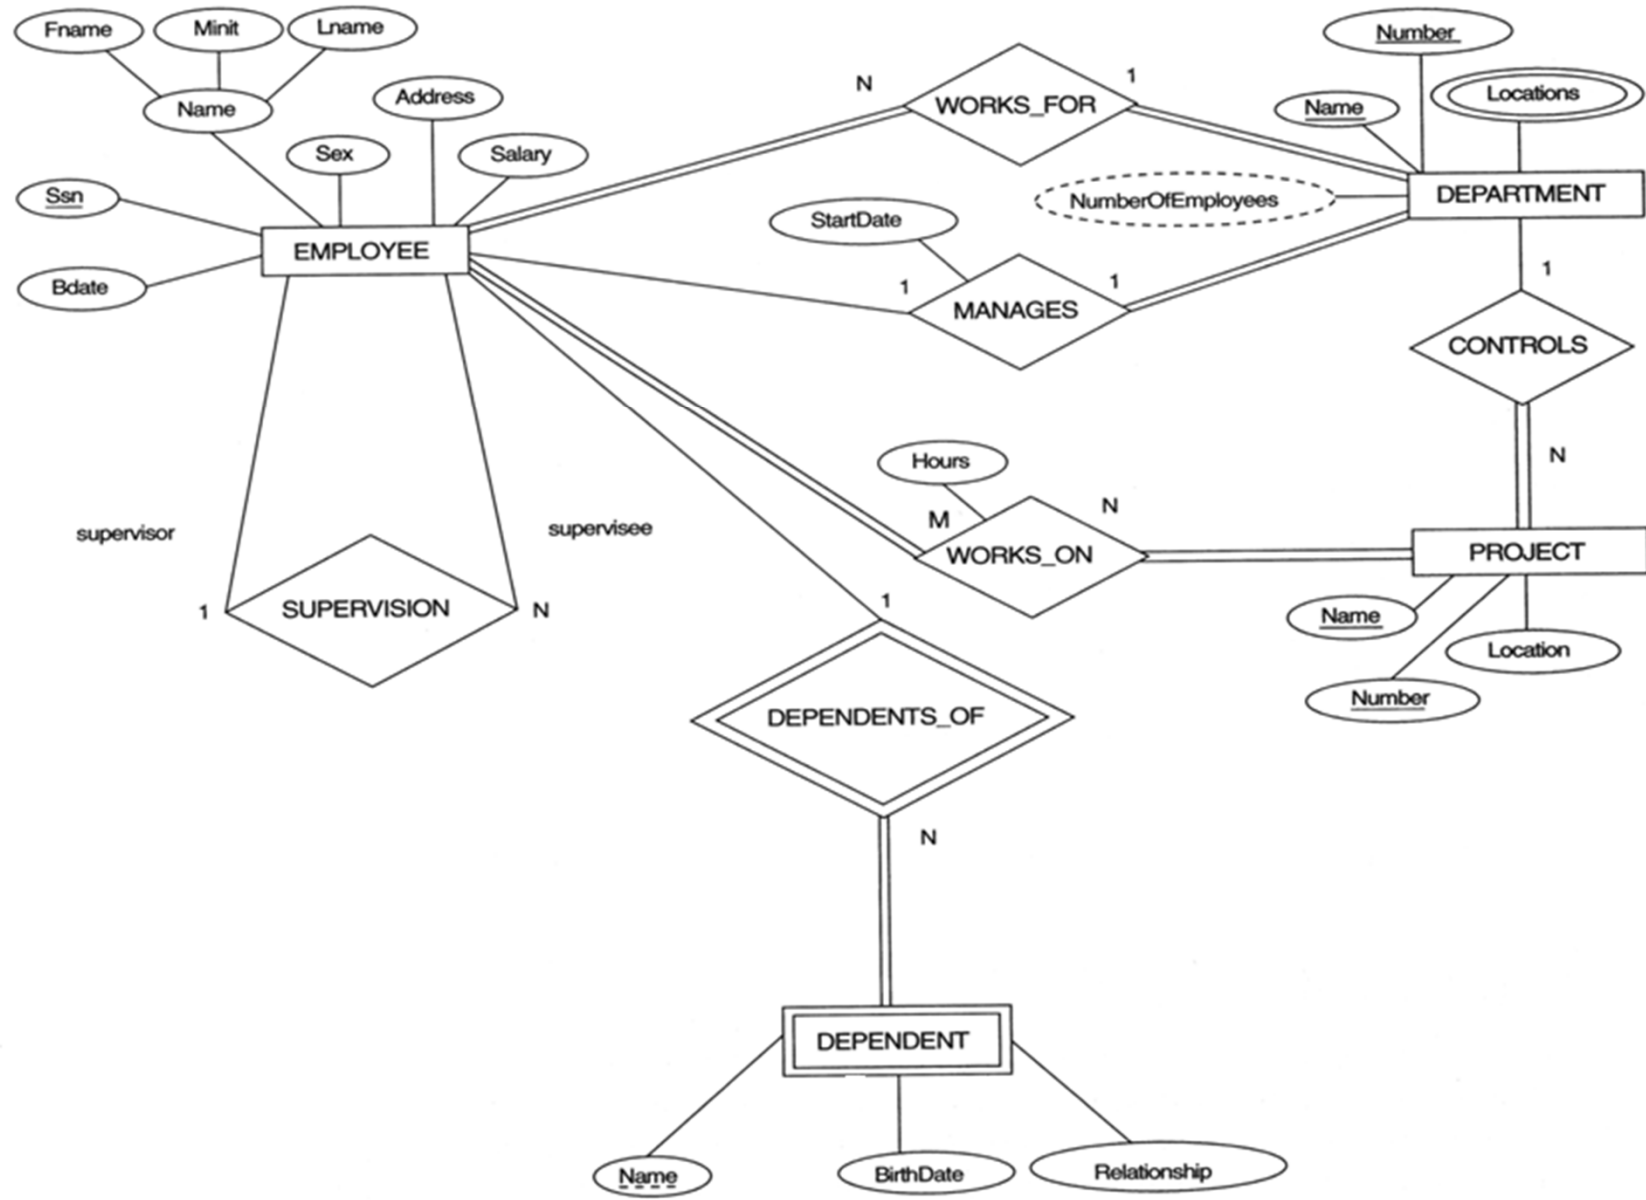 Fname
Minit
Lname
Number
Name
Address
N
WORKS_FOR
1
Name
Locations
Sex
Salary
Ssn
StartDate
NumberOfEmployees
DEPARTMENT
EMPLOYEE
Bdate
1
MANAGES
1
1
CONTROLS
Hours
N
M
N
supervisor
supervisee
WORKS_ON
PROJECT
1
SUPERVISION
N
1
Name
Location
Number
DEPENDENTS_OF
N
DEPENDENT
Name
BirthDate
Relationship